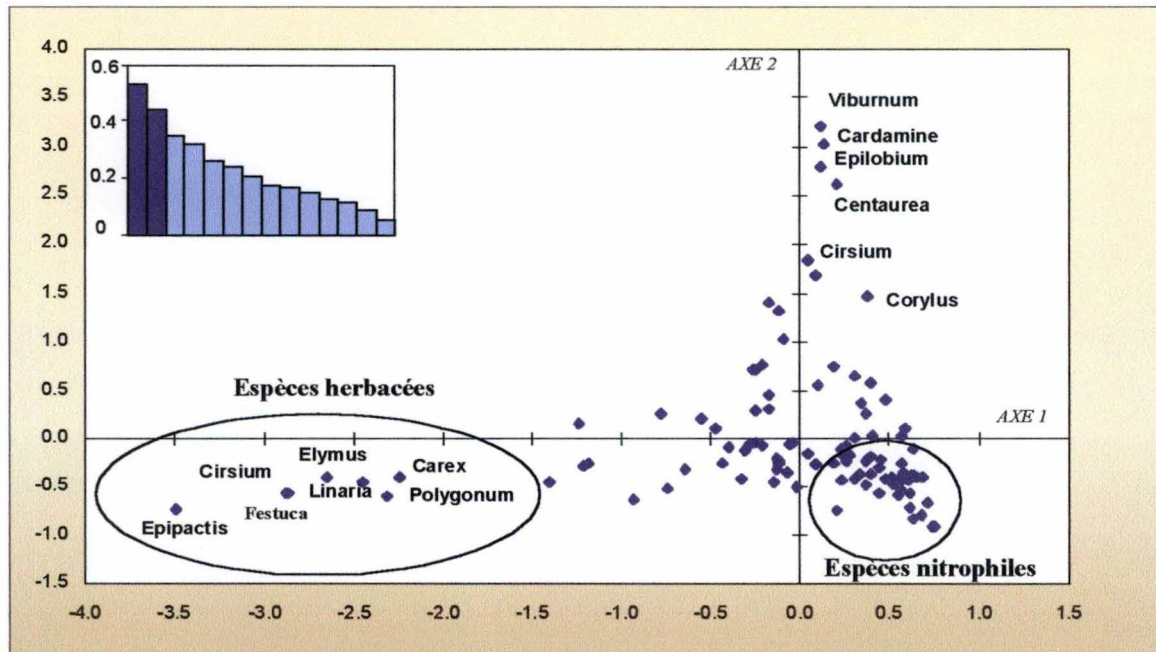 4.0
3.5
3.0
2.5
2.0
1.5
1.0
0.5
0.0
-0.5
-1.0
-1.5
0.6
0.4
0.2
0
AXE 2
Viburnum
Cardamine
Epilobium
Centaurea
Cirsium
Corylus
AXE 1
Espèces herbacées
Elymus
Cirsium
Carex
Linaria
Polygonum
Festuca
Epipactis
Espèces nitrophiles
-4.0 -3.5 -3.0 -2.5 -2.0 -1.5 -1.0 -0.5 0.0 0.5 1.0 1.5